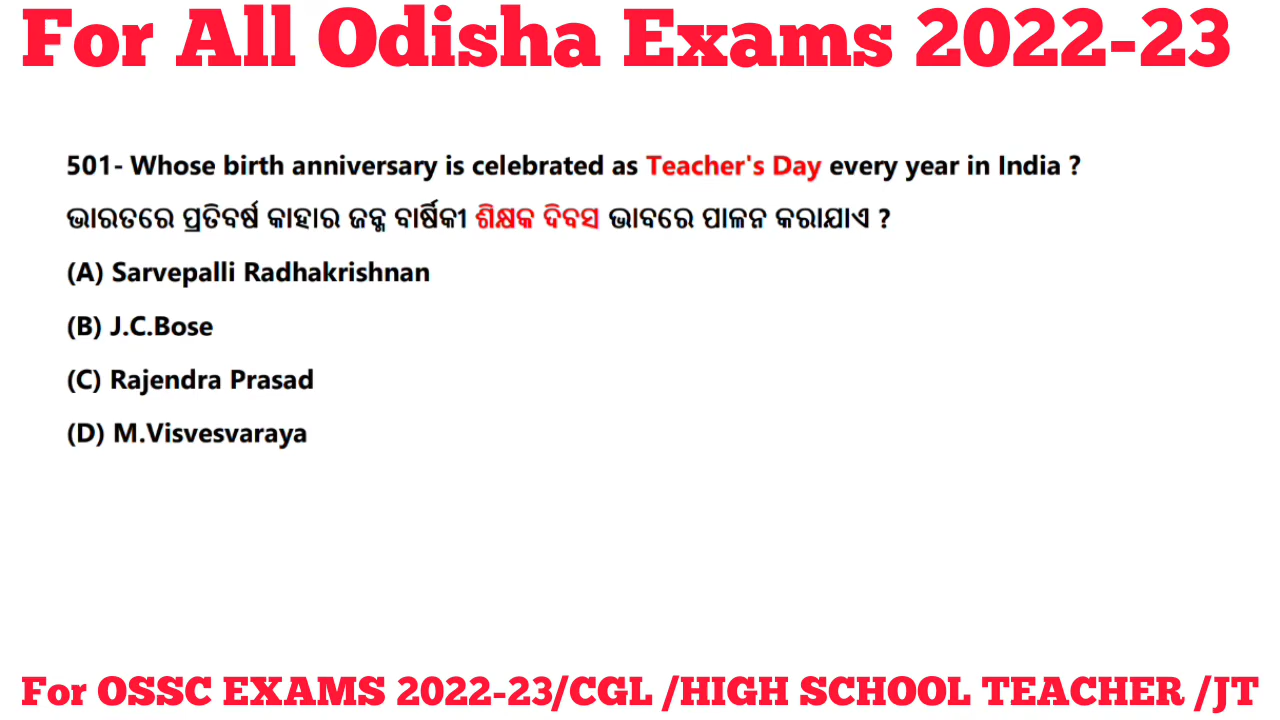 For All Odisha Exams 2022-23
501- Whose birth anniversary is celebrated as Teacher's Day every year in India ?
ଭାରତରେ ପ୍ରତିବର୍ଷ କାହାର ଜନ୍ମ ବାର୍ଷିକୀ ଶିକ୍ଷକ ଦିବସ ଭାବରେ ପାଳନ କରାଯାଏ ?
(A) Sarvepalli Radhakrishnan
(B) J.C.Bose
(C) Rajendra Prasad
(D) M.Visvesvaraya
For OSSC EXAMS 2022-23/CGL /HIGH SCHOOL TEACHER /JT